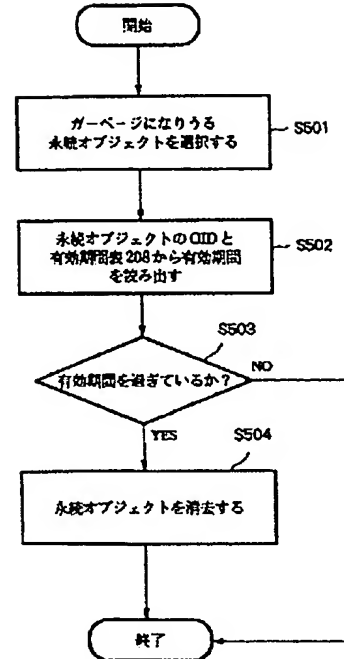 開始
ガーベージになりうる
永続オブジェクトを選択する
S501
永続オブジェクトのOIDと
有効期間表208から有効期間
を読み出す
S502
S503
有効期間を過ぎているか?
NO
YES
S504
永続オブジェクトを消去する
終了